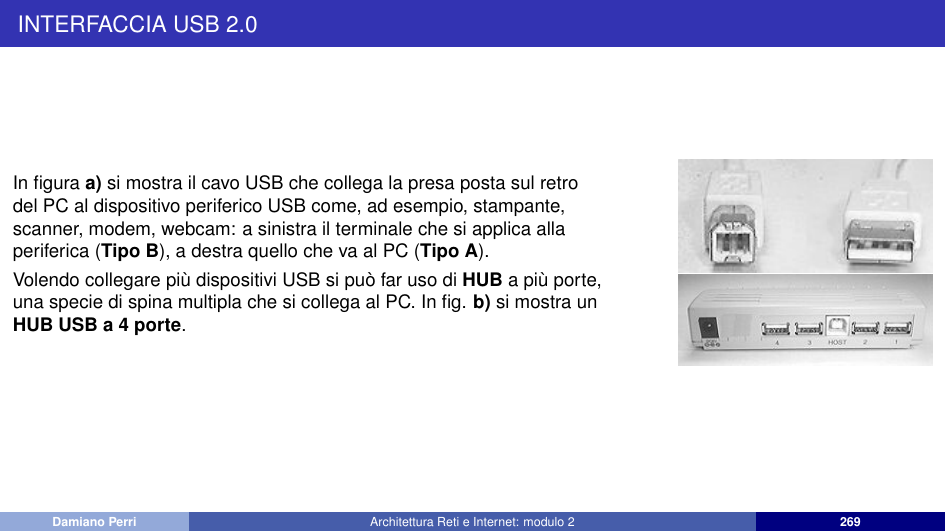 INTERFACCIA USB 2.0
In figura a) si mostra il cavo USB che collega la presa posta sul retro
del PC al dispositivo periferico USB come, ad esempio, stampante,
scanner, modem, webcam: a sinistra il terminale che si applica alla
periferica (Tipo B), a destra quello che va al PC (Tipo A).
Volendo collegare più dispositivi USB si può far uso di HUB a più porte,
una specie di spina multipla che si collega al PC. In fig. b) si mostra un
HUB USB a 4 porte.
4 3 HOST 2 1
Damiano Perri Architettura Reti e Internet: modulo 2 269